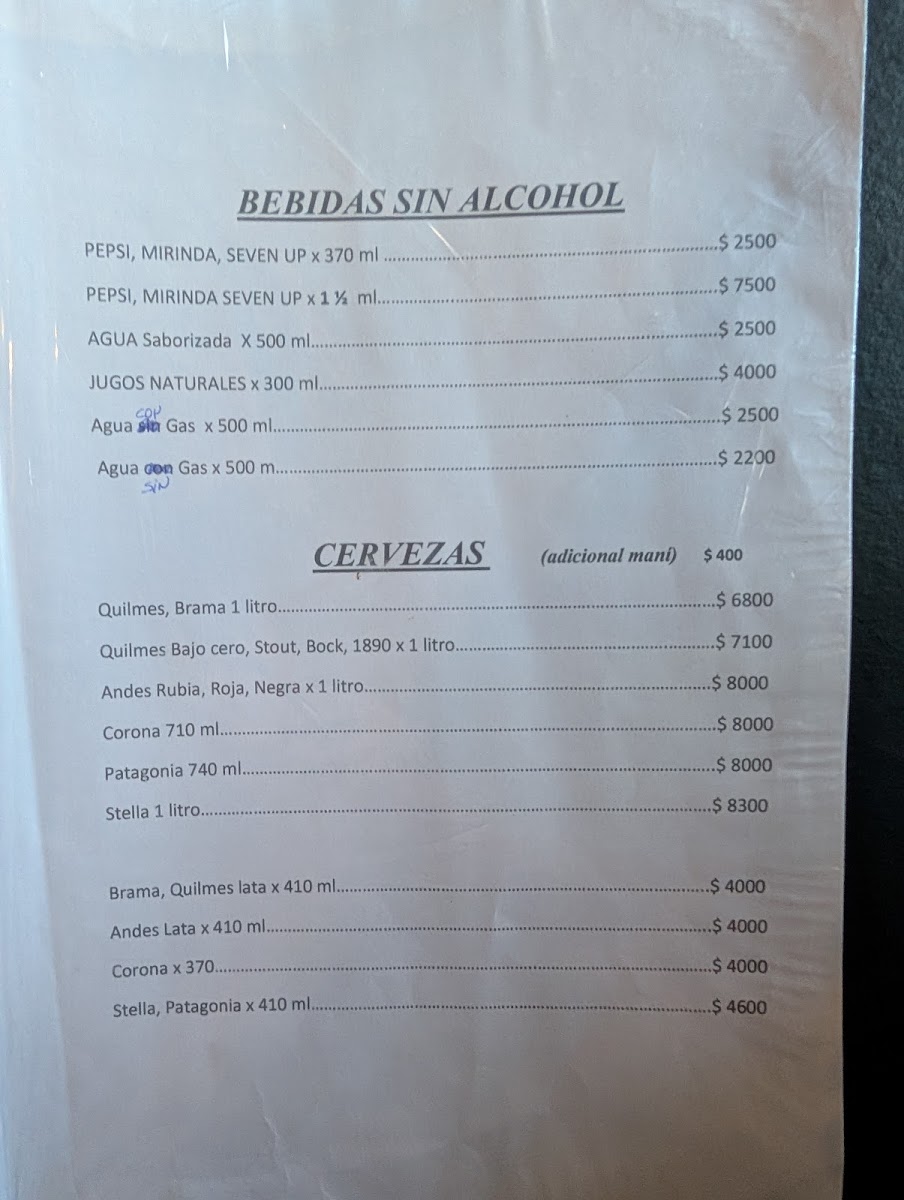 BEBIDAS SIN ALCOHOL
PEPSI, MIRINDA, SEVEN UP x 370 ml ........................................................$ 2500
PEPSI, MIRINDA SEVEN UP x 1 ½ ml........................................................$ 7500
AGUA Saborizada X 500 ml........................................................$ 2500
JUGOS NATURALES x 300 ml........................................................$ 4000
con
Agua sin Gas x 500 ml........................................................$ 2500
Agua con Gas x 500 m........................................................$ 2200
SIN
CERVEZAS (adicional maní) $ 400
Quilmes, Brama 1 litro........................................................$ 6800
Quilmes Bajo cero, Stout, Bock, 1890 x 1 litro........................................................$ 7100
Andes Rubia, Roja, Negra x 1 litro........................................................$ 8000
Corona 710 ml........................................................$ 8000
Patagonia 740 ml........................................................$ 8000
Stella 1 litro........................................................$ 8300
Brama, Quilmes lata x 410 ml........................................................$ 4000
Andes Lata x 410 ml........................................................$ 4000
Corona x 370........................................................$ 4000
Stella, Patagonia x 410 ml........................................................$ 4600